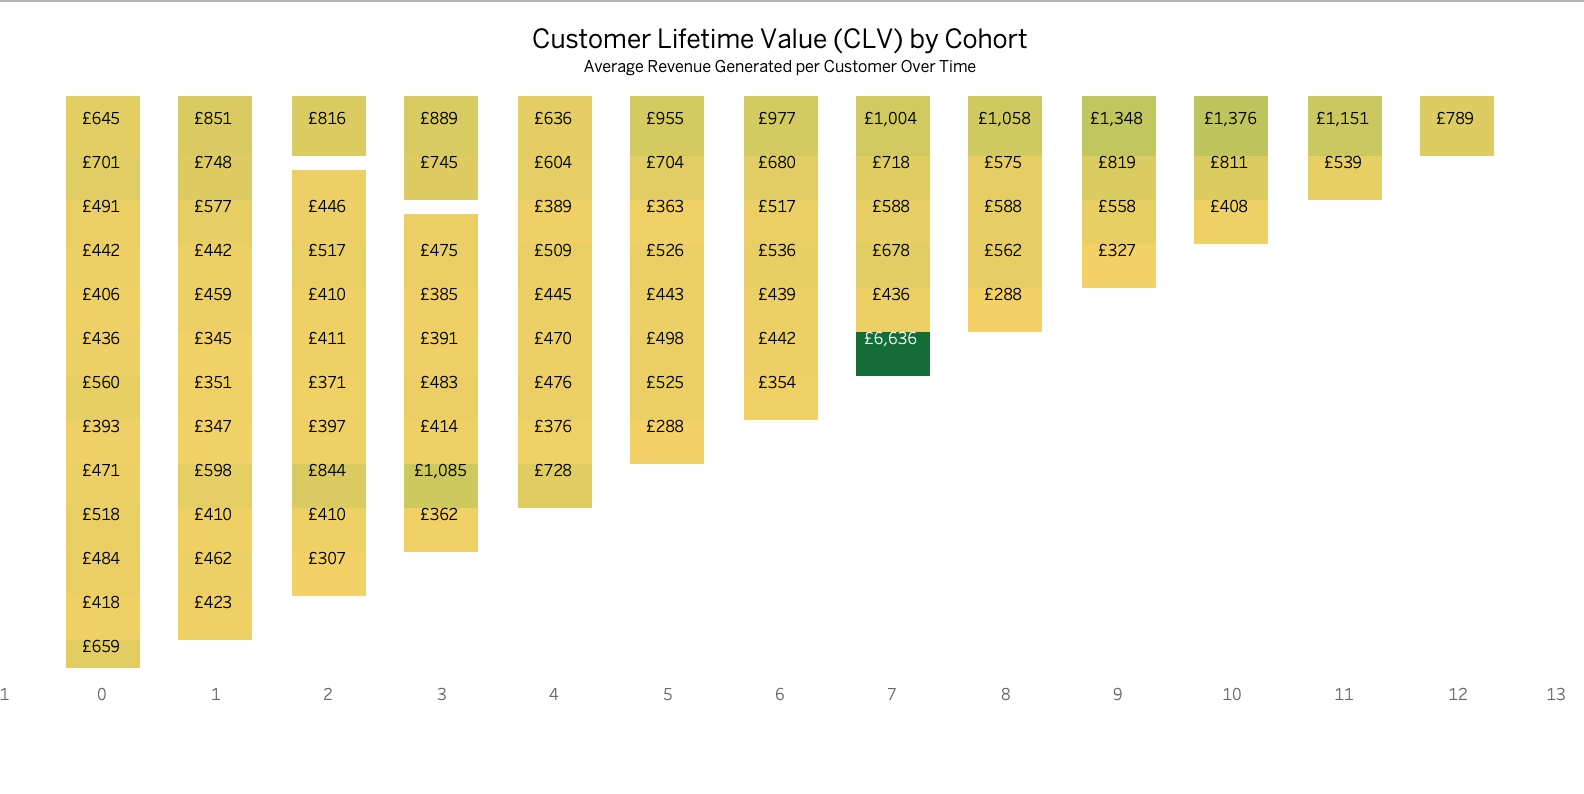 Customer Lifetime Value (CLV) by Cohort
Average Revenue Generated per Customer Over Time
£645 £851 £816 £889 £636 £955 £977 £1,004 £1,058 £1,348 £1,376 £1,151 £789
£701 £748 £745 £604 £704 £680 £718 £575 £819 £811 £539
£491 £577 £446 £389 £363 £517 £588 £588 £558 £408
£442 £442 £517 £475 £509 £526 £536 £678 £562 £327
£406 £459 £410 £385 £445 £443 £439 £436 £288
£436 £345 £411 £391 £470 £498 £442 £6,636
£560 £351 £371 £483 £476 £525 £354
£393 £347 £397 £414 £376 £288
£471 £598 £844 £1,085 £728
£518 £410 £410 £362
£484 £462 £307
£418 £423
£659
1 0 1 2 3 4 5 6 7 8 9 10 11 12 13